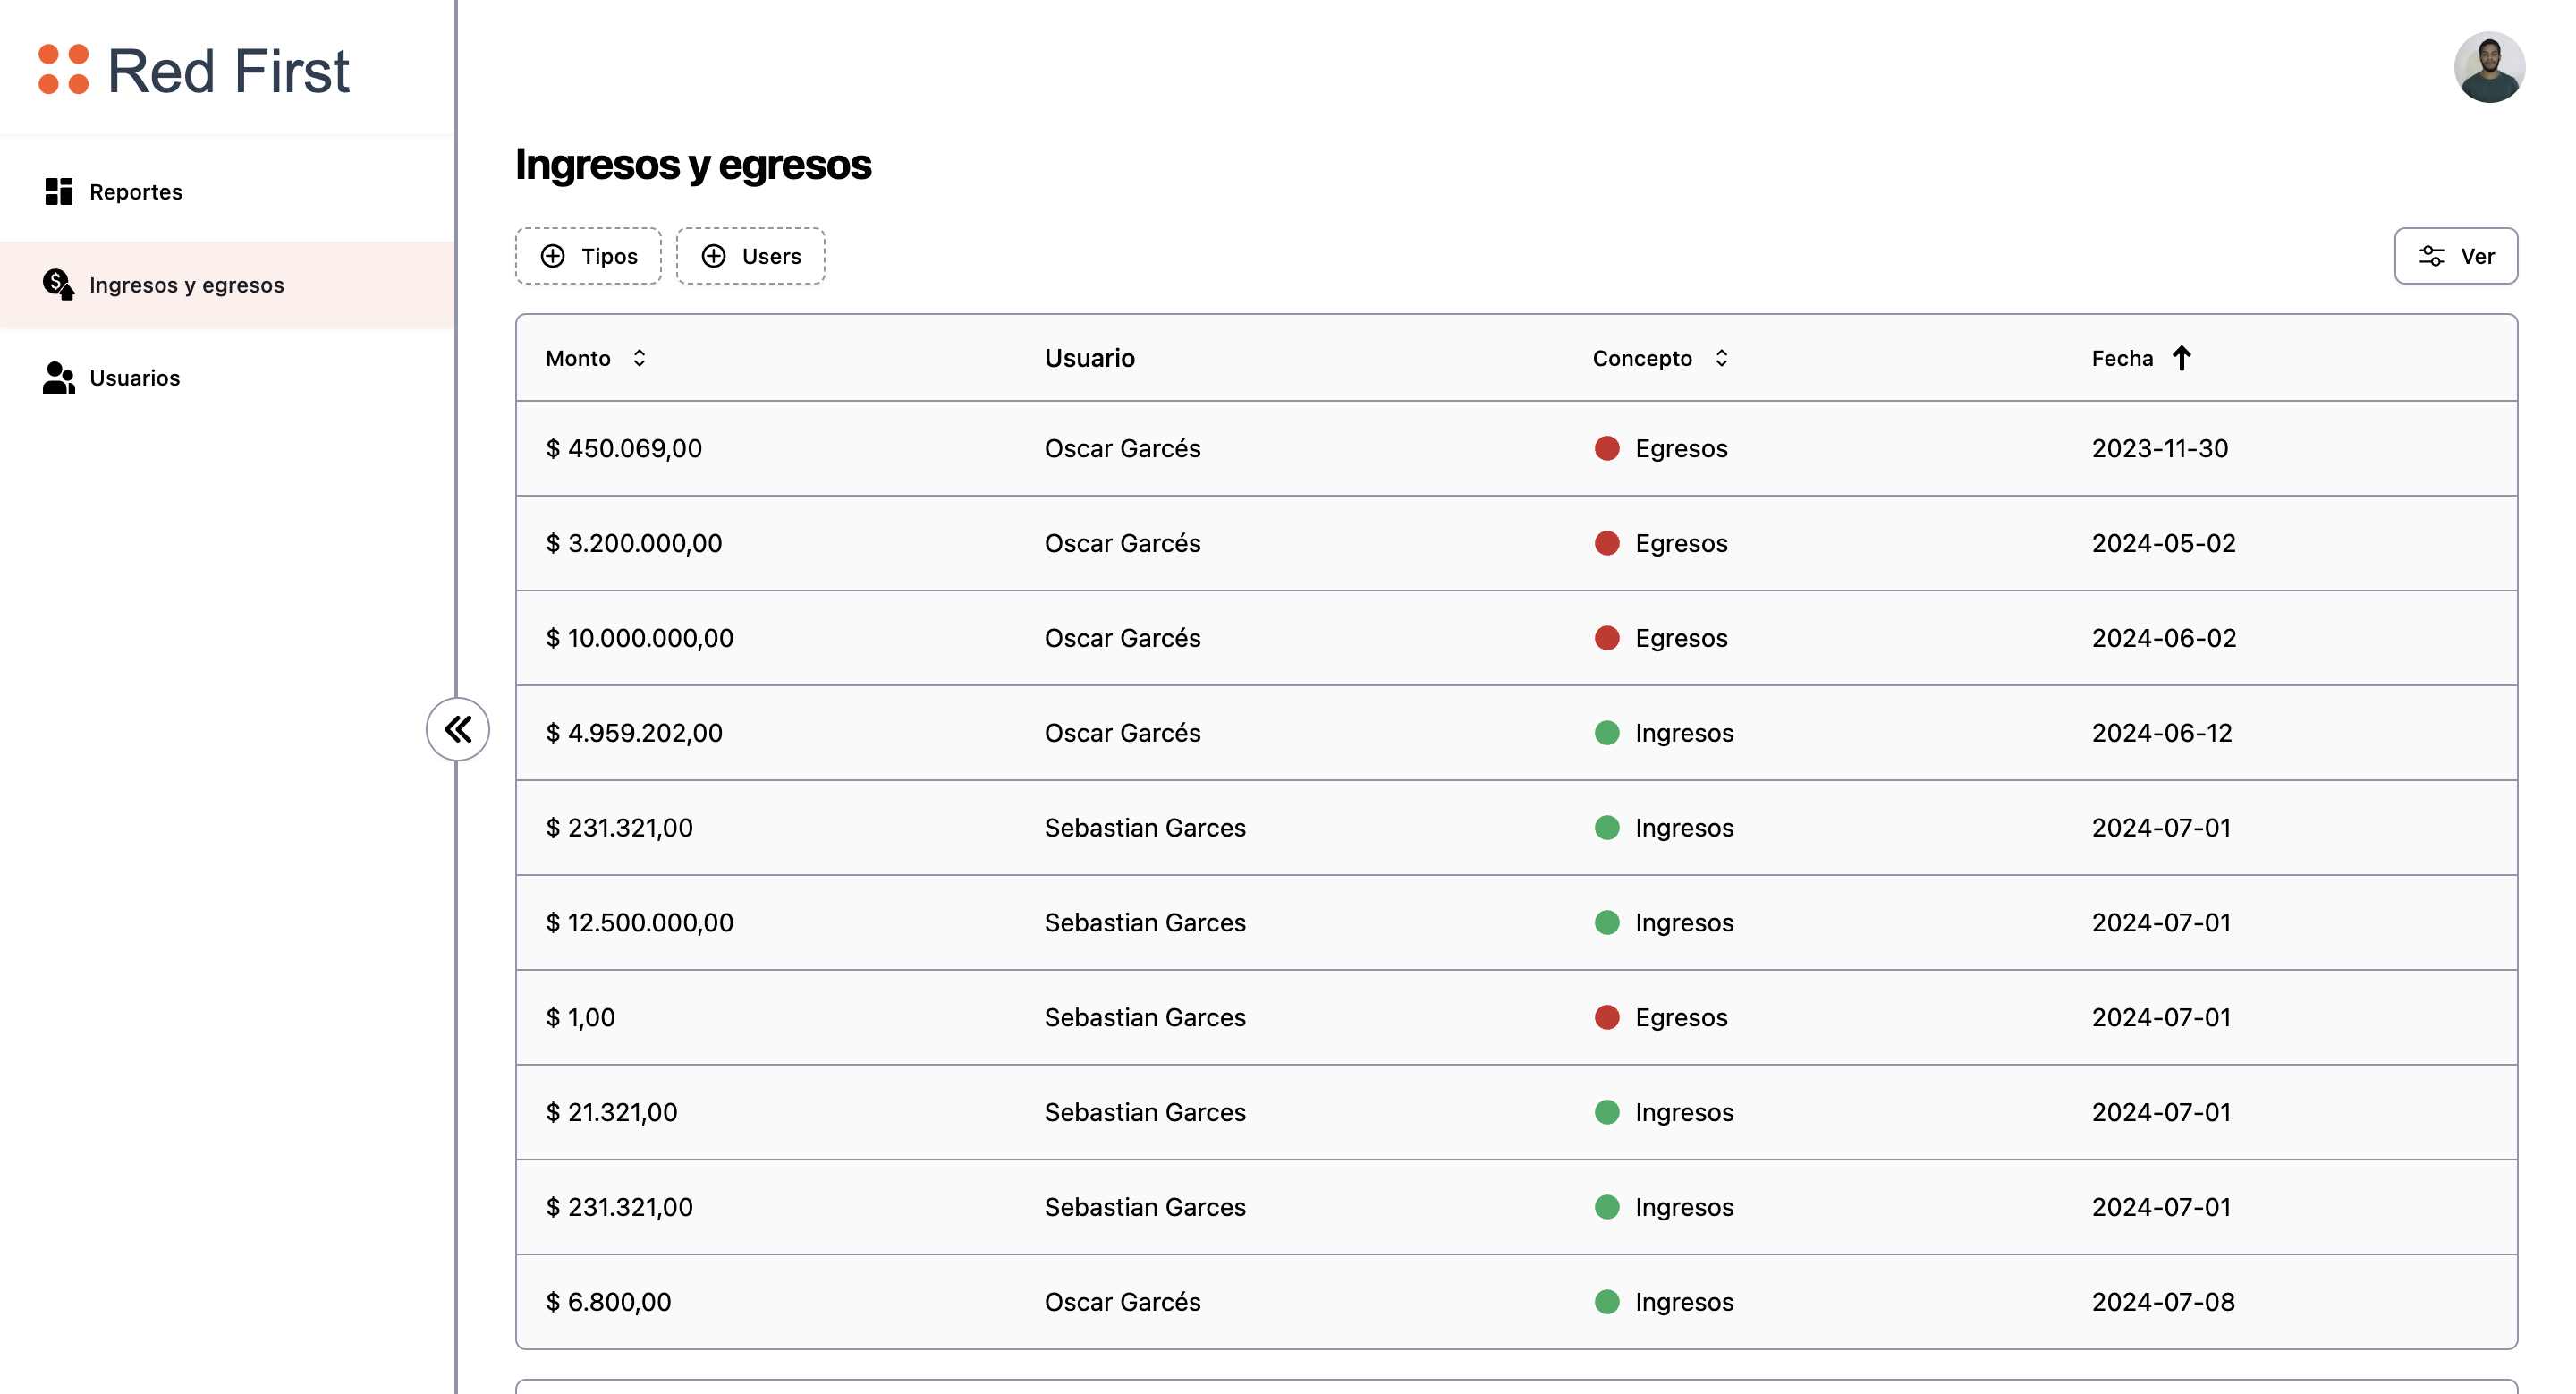 Red First
Reportes
Ingresos y egresos
Usuarios
Ingresos y egresos
Tipos Users Ver
Monto Usuario Concepto Fecha
$ 450.069,00 Oscar Garcés Egresos 2023-11-30
$ 3.200.000,00 Oscar Garcés Egresos 2024-05-02
$ 10.000.000,00 Oscar Garcés Egresos 2024-06-02
$ 4.959.202,00 Oscar Garcés Ingresos 2024-06-12
$ 231.321,00 Sebastian Garces Ingresos 2024-07-01
$ 12.500.000,00 Sebastian Garces Ingresos 2024-07-01
$ 1,00 Sebastian Garces Egresos 2024-07-01
$ 21.321,00 Sebastian Garces Ingresos 2024-07-01
$ 231.321,00 Sebastian Garces Ingresos 2024-07-01
$ 6.800,00 Oscar Garcés Ingresos 2024-07-08